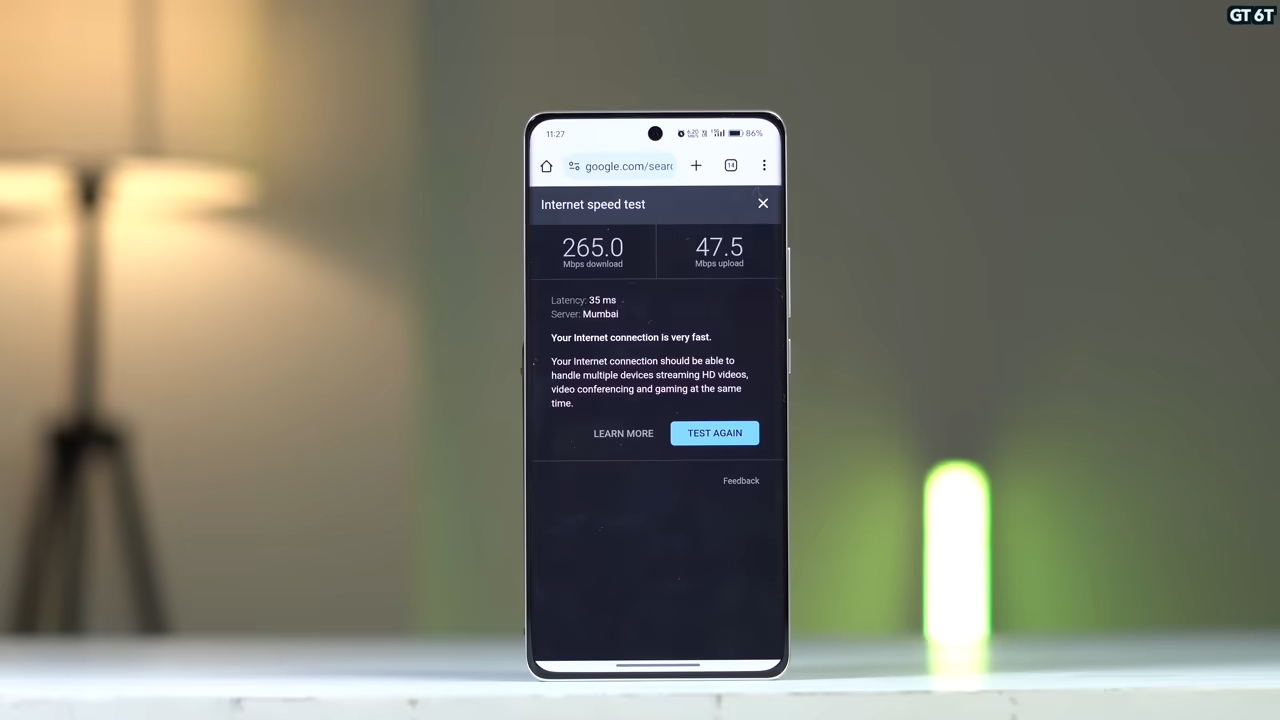 GT 6T
11:27
86%
google.com/searc
14
Internet speed test
265.0
Mbps download
47.5
Mbps upload
Latency: 35 ms
Server: Mumbai
Your Internet connection is very fast.
Your Internet connection should be able to
handle multiple devices streaming HD videos,
video conferencing and gaming at the same
time.
LEARN MORE
TEST AGAIN
Feedback